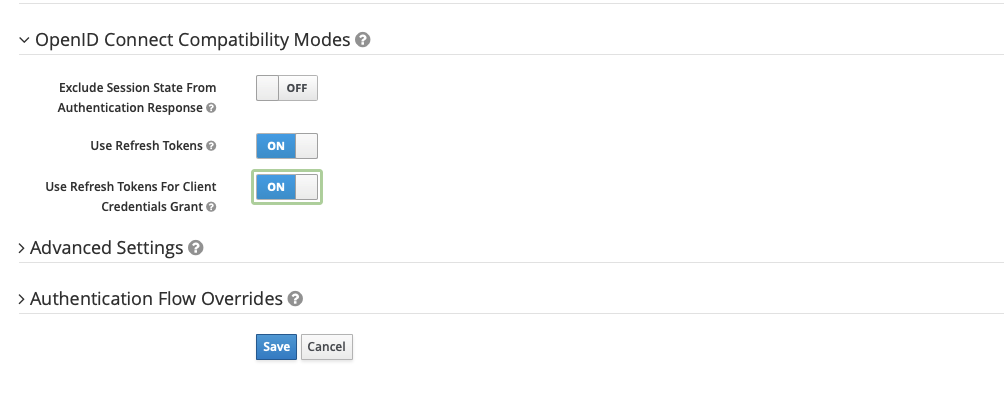 OpenID Connect Compatibility Modes
Exclude Session State From
Authentication Response
OFF
Use Refresh Tokens
ON
Use Refresh Tokens For Client
Credentials Grant
ON
Advanced Settings
Authentication Flow Overrides
Save Cancel